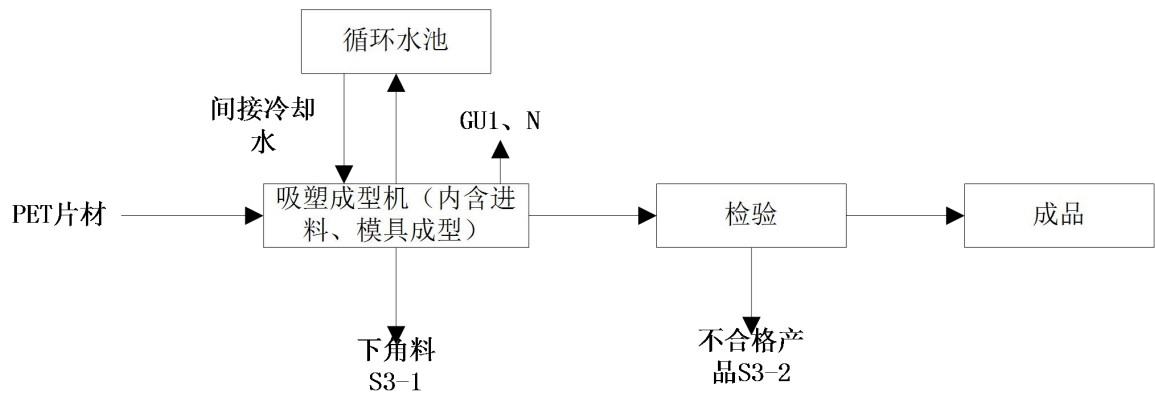 循环水池
间接冷却
水
GU1、N
PET片材
吸塑成型机（内含进
料、模具成型）
检验
成品
下角料
S3-1
不合格产
品S3-2